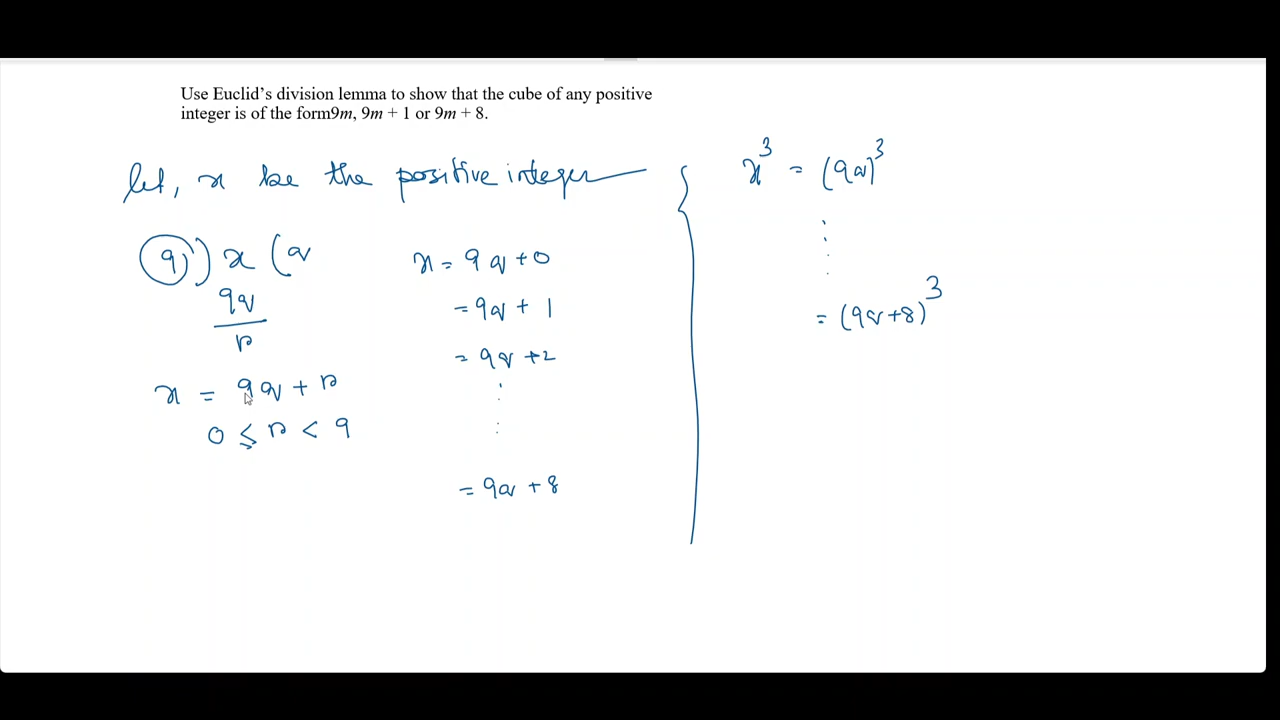 Use Euclid's division lemma to show that the cube of any positive
integer is of the form9m, 9m + 1 or 9m + 8.
let, x be the positive integer
9) x (q
9q
r
x = 9q + r
0 ≤ r < 9
x = 9q + 0
= 9q + 1
= 9q + 2
⋮
= 9q + 8
x³ = (9q)³
⋮
= (9q+8)³